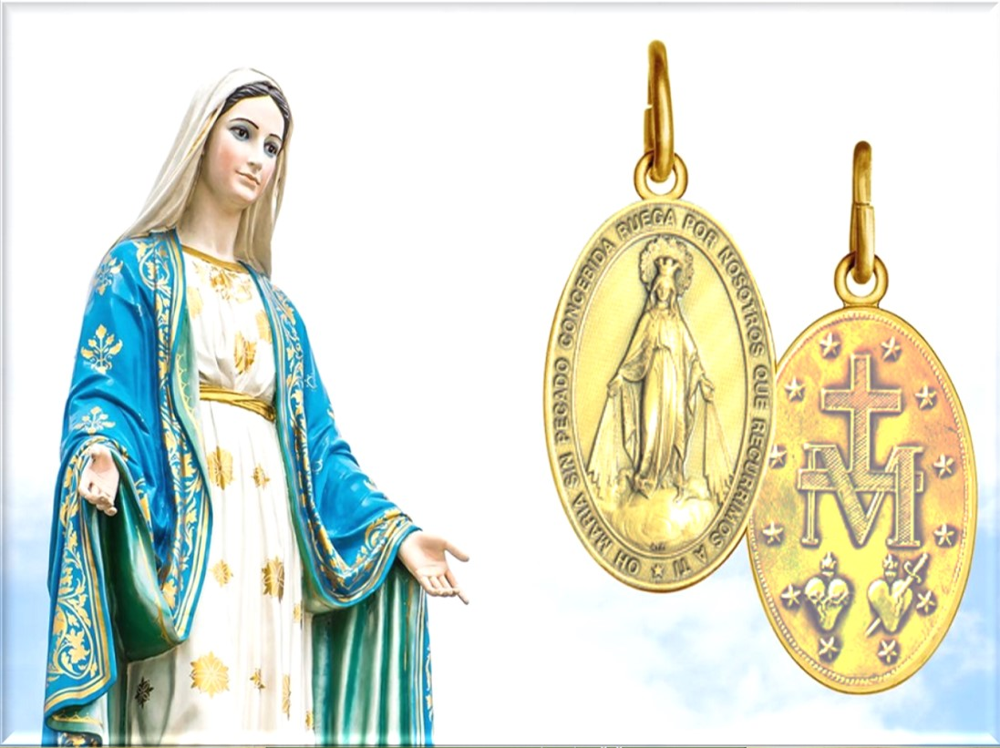 OH MARIA SIN PECADO CONCEBIDA RUEGA POR NOSOTROS QUE RECURRIMOS A TI
M